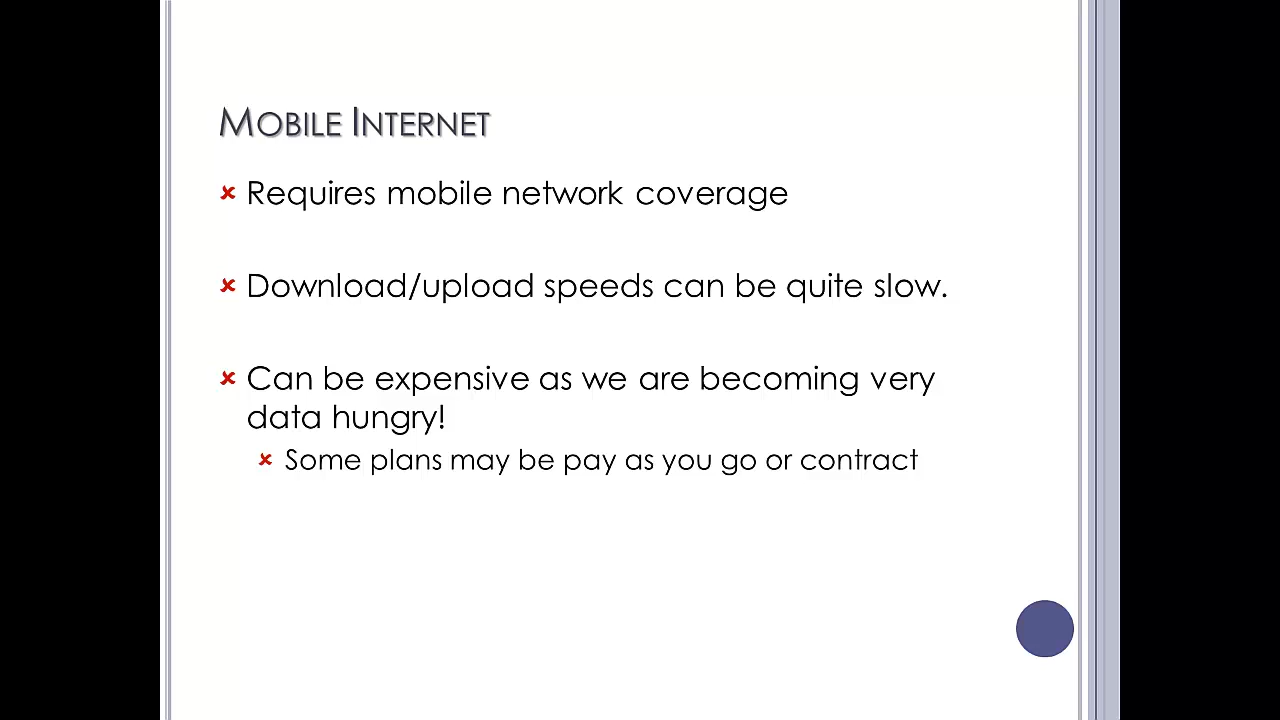 Mobile Internet
Requires mobile network coverage
Download/upload speeds can be quite slow.
Can be expensive as we are becoming very
data hungry!
Some plans may be pay as you go or contract